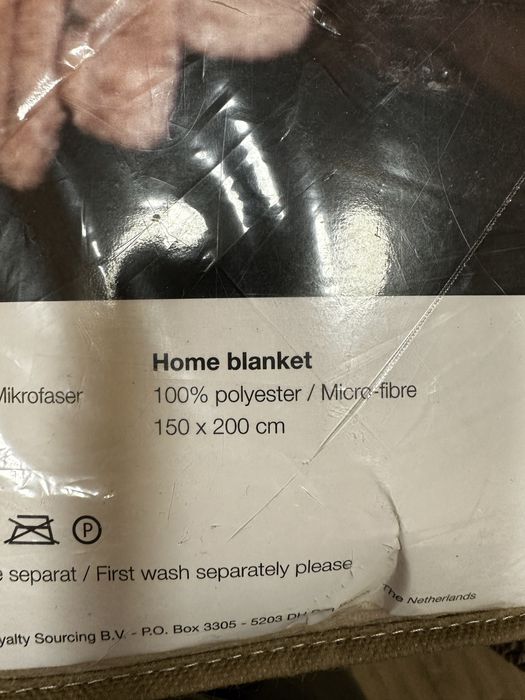 Home blanket
Mikrofaser 100% polyester / Micro-fibre
150 x 200 cm
P
separat / First wash separately please
Sourcing B.V. - P.O. Box 3305 - 5203 The Netherlands